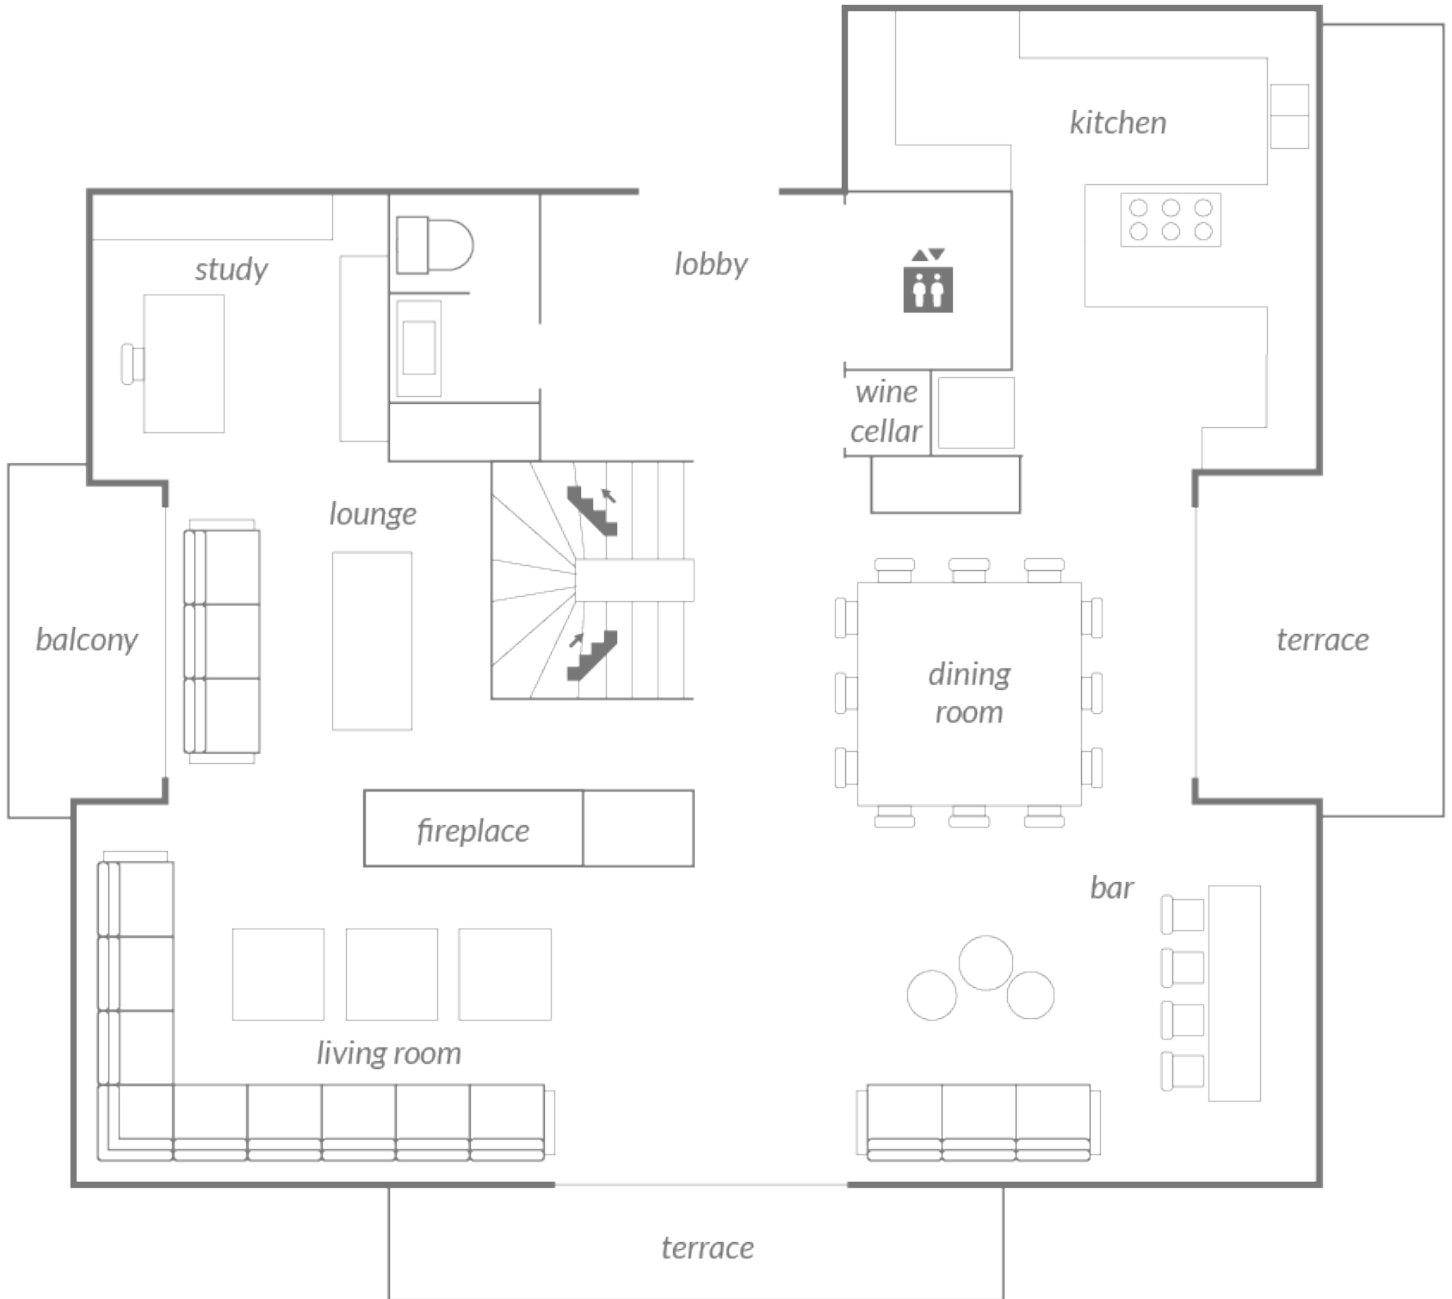 kitchen
study
lobby
wine
cellar
lounge
balcony
terrace
dining
room
fireplace
bar
living room
terrace